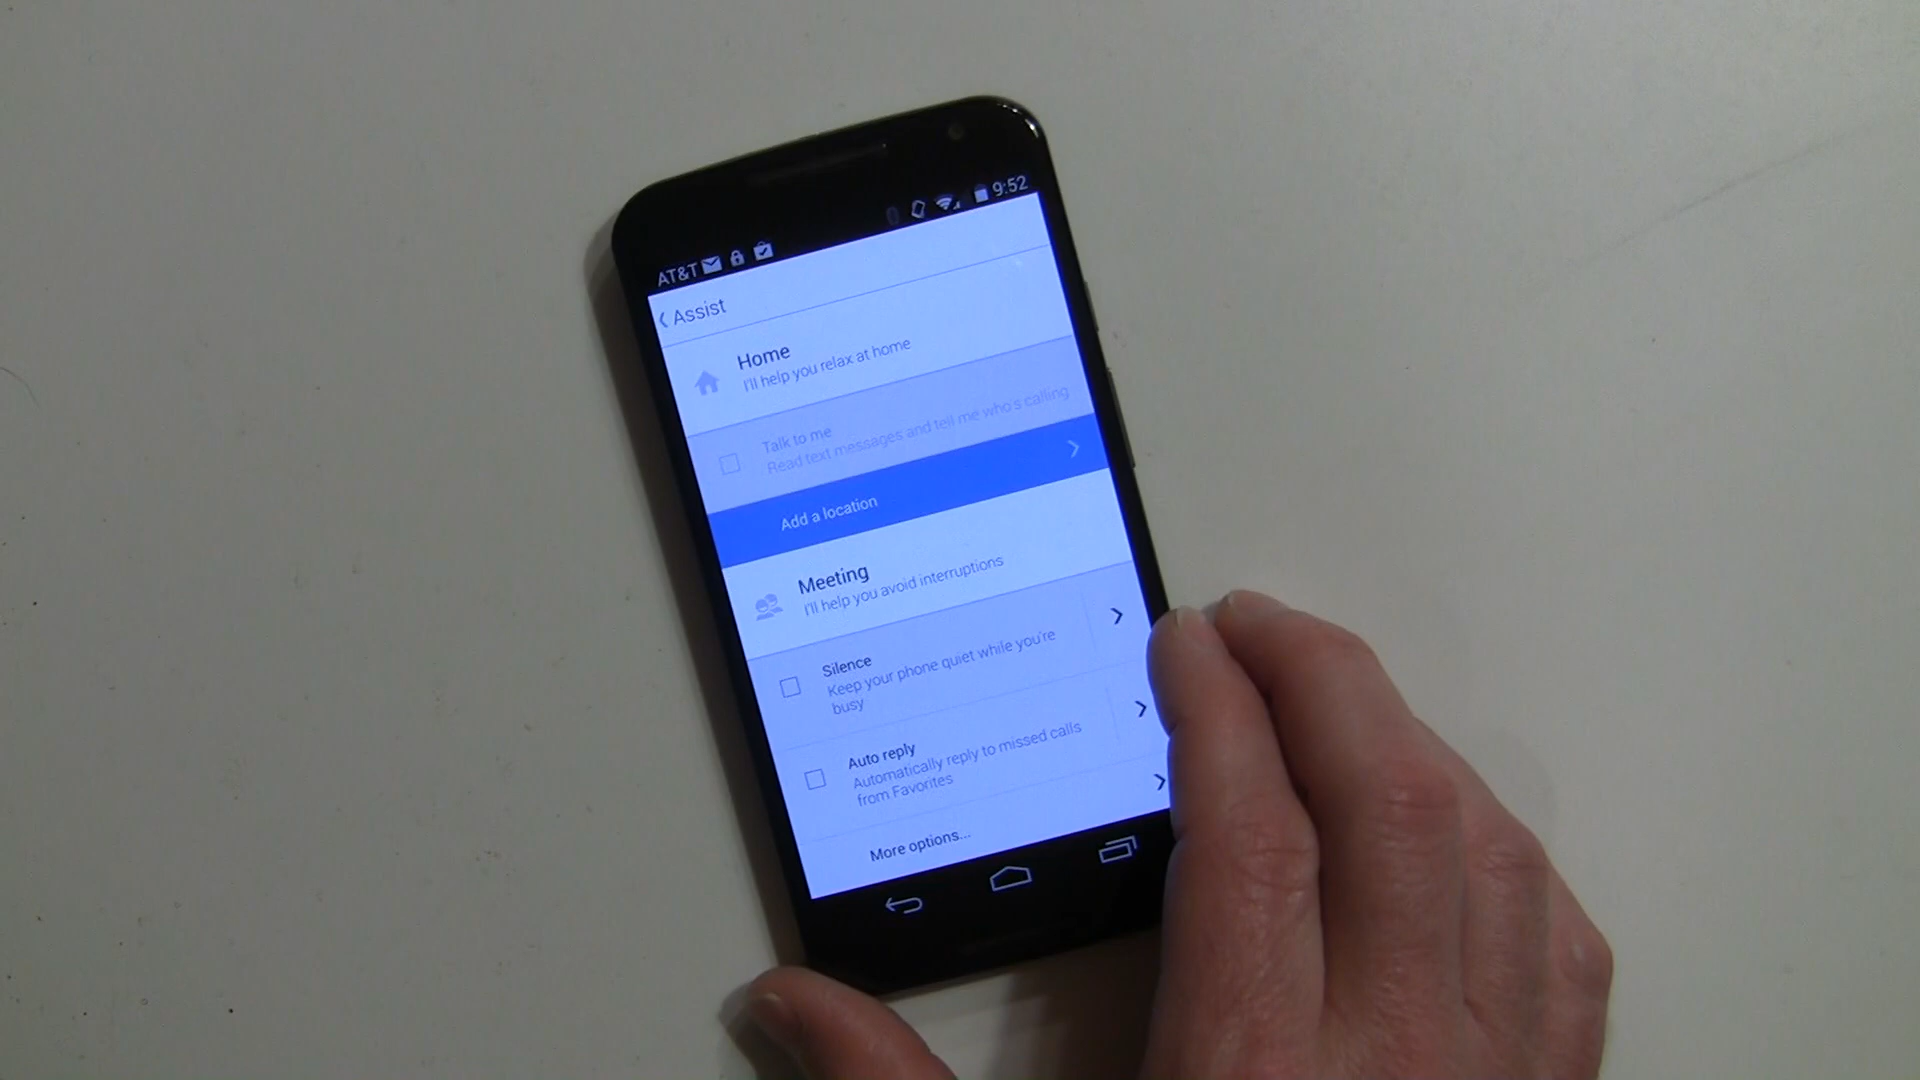 AT&T 9:52
Assist
Home
I'll help you relax at home
Talk to me
Read text messages and tell me who's calling
Add a location
Meeting
I'll help you avoid interruptions
Silence
Keep your phone quiet while you're
busy
Auto reply
Automatically reply to missed calls
from Favorites
More options...